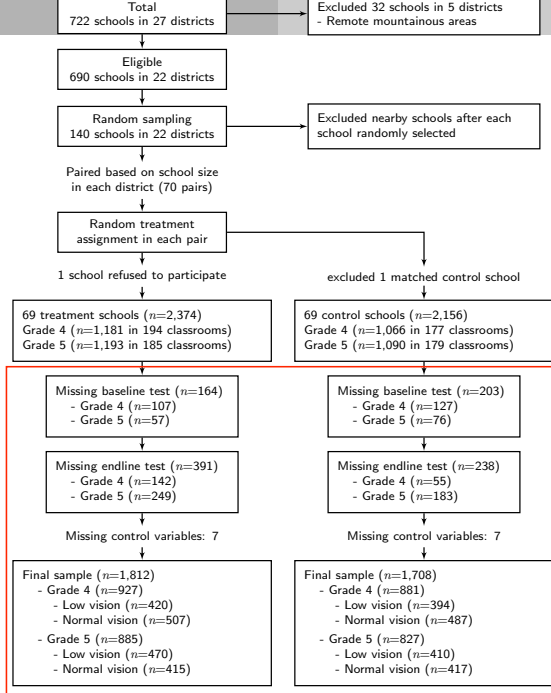 Total
722 schools in 27 districts
Excluded 32 schools in 5 districts
- Remote mountainous areas
Eligible
690 schools in 22 districts
Random sampling
140 schools in 22 districts
Excluded nearby schools after each
school randomly selected
Paired based on school size
in each district (70 pairs)
Random treatment
assignment in each pair
1 school refused to participate
excluded 1 matched control school
69 treatment schools (n=2,374)
Grade 4 (n=1,181 in 194 classrooms)
Grade 5 (n=1,193 in 185 classrooms)
69 control schools (n=2,156)
Grade 4 (n=1,066 in 177 classrooms)
Grade 5 (n=1,090 in 179 classrooms)
Missing baseline test (n=164)
- Grade 4 (n=107)
- Grade 5 (n=57)
Missing baseline test (n=203)
- Grade 4 (n=127)
- Grade 5 (n=76)
Missing endline test (n=391)
- Grade 4 (n=142)
- Grade 5 (n=249)
Missing endline test (n=238)
- Grade 4 (n=55)
- Grade 5 (n=183)
Missing control variables: 7
Missing control variables: 7
Final sample (n=1,812)
- Grade 4 (n=927)
- Low vision (n=420)
- Normal vision (n=507)
- Grade 5 (n=885)
- Low vision (n=470)
- Normal vision (n=415)
Final sample (n=1,708)
- Grade 4 (n=881)
- Low vision (n=394)
- Normal vision (n=487)
- Grade 5 (n=827)
- Low vision (n=410)
- Normal vision (n=417)